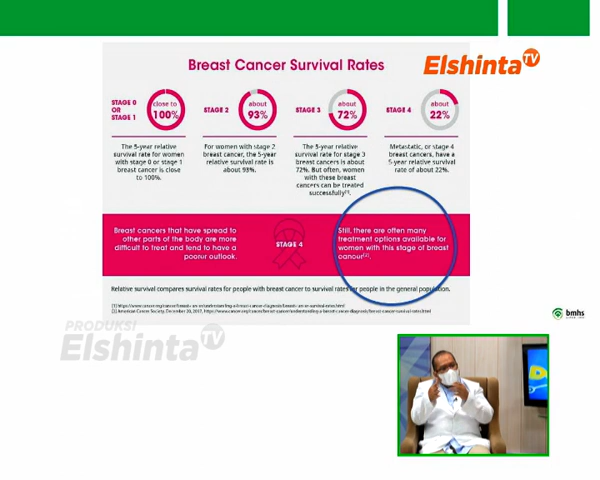 Breast Cancer Survival Rates
Elshinta TV
STAGE 0
OR
STAGE 1
close to
100%
STAGE 2
about
93%
STAGE 3
about
72%
STAGE 4
about
22%
The 5-year relative
survival rate for women
with stage 0 or stage 1
breast cancer is close
to 100%.
For women with stage 2
breast cancer, the 5-year
relative survival rate is
about 93%.
The 5-year relative
survival rate for stage 3
breast cancers is about
72%. But often, women
with these breast
cancers can be treated
successfully[1].
Metastatic, or stage 4
breast cancers, have a
5-year relative survival
rate of about 22%.
Breast cancers that have spread to
other parts of the body are more
difficult to treat and tend to have a
poorer outlook.
STAGE 4
Still, there are often many
treatment options available for
women with this stage of breast
cancer[2].
Relative survival compares survival rates for people with breast cancer to survival rates for people in the general population.
PRODUKSI
Elshinta TV
bmhs